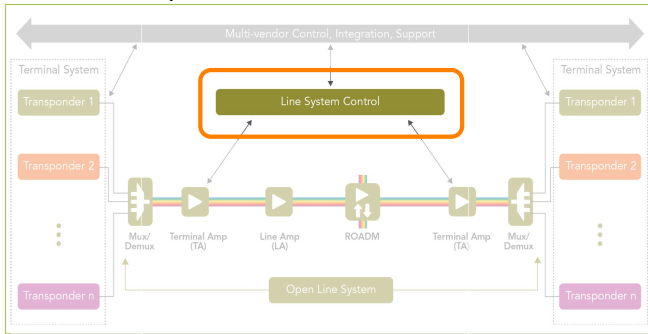 Multi-vendor Control, Integration, Support
Terminal System
Terminal System
Transponder 1
Line System Control
Transponder 1
Transponder 2
Transponder 2
Mux/
Demux
Terminal Amp
(TA)
Line Amp
(LA)
ROADM
Terminal Amp
(TA)
Mux/
Demux
Open Line System
Transponder n
Transponder n